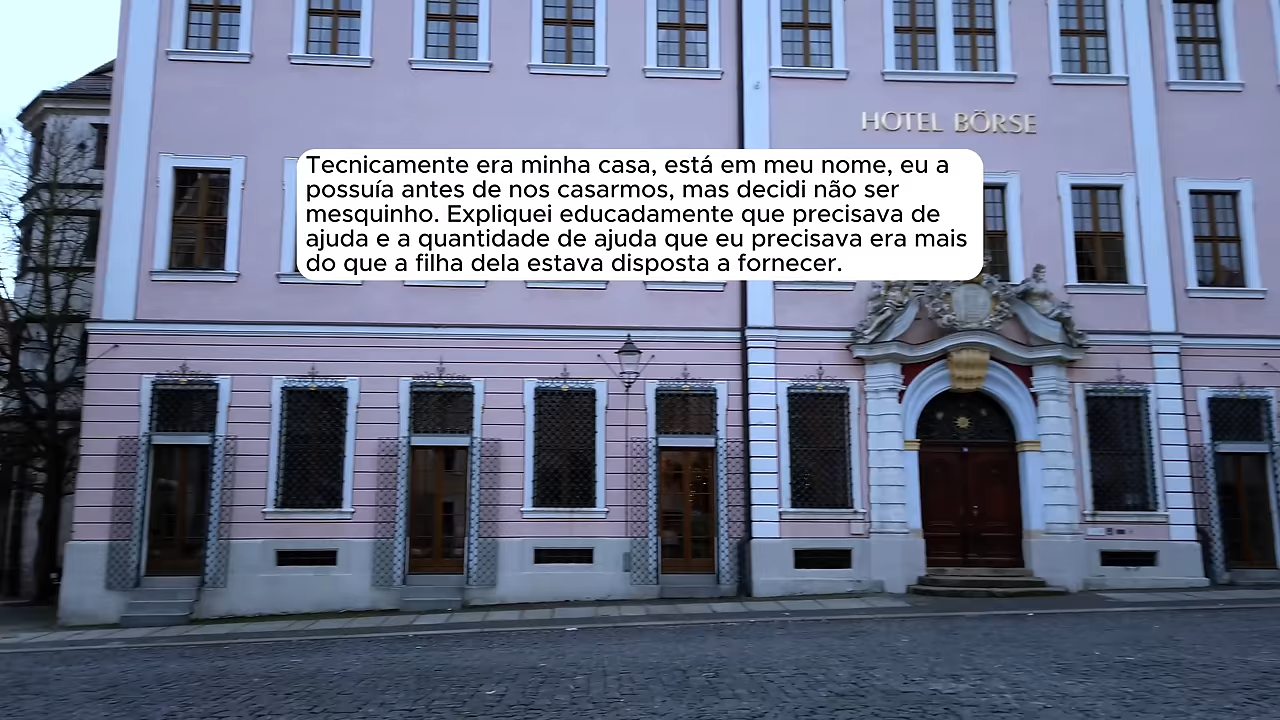 HOTEL BÖRSE
Tecnicamente era minha casa, está em meu nome, eu a
possuía antes de nos casarmos, mas decidi não ser
mesquinho. Expliquei educadamente que precisava de
ajuda e a quantidade de ajuda que eu precisava era mais
do que a filha dela estava disposta a fornecer.